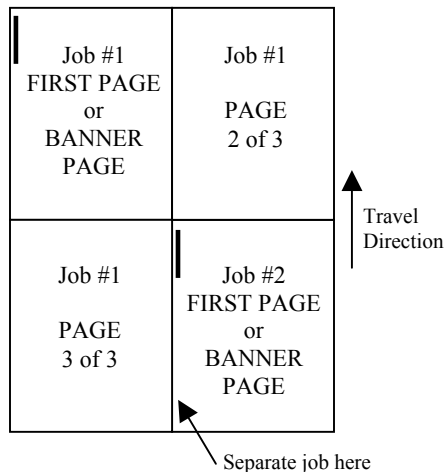 Job #1
FIRST PAGE
or
BANNER
PAGE
Job #1
PAGE
2 of 3
Travel
Direction
Job #1
PAGE
3 of 3
Job #2
FIRST PAGE
or
BANNER
PAGE
Separate job here